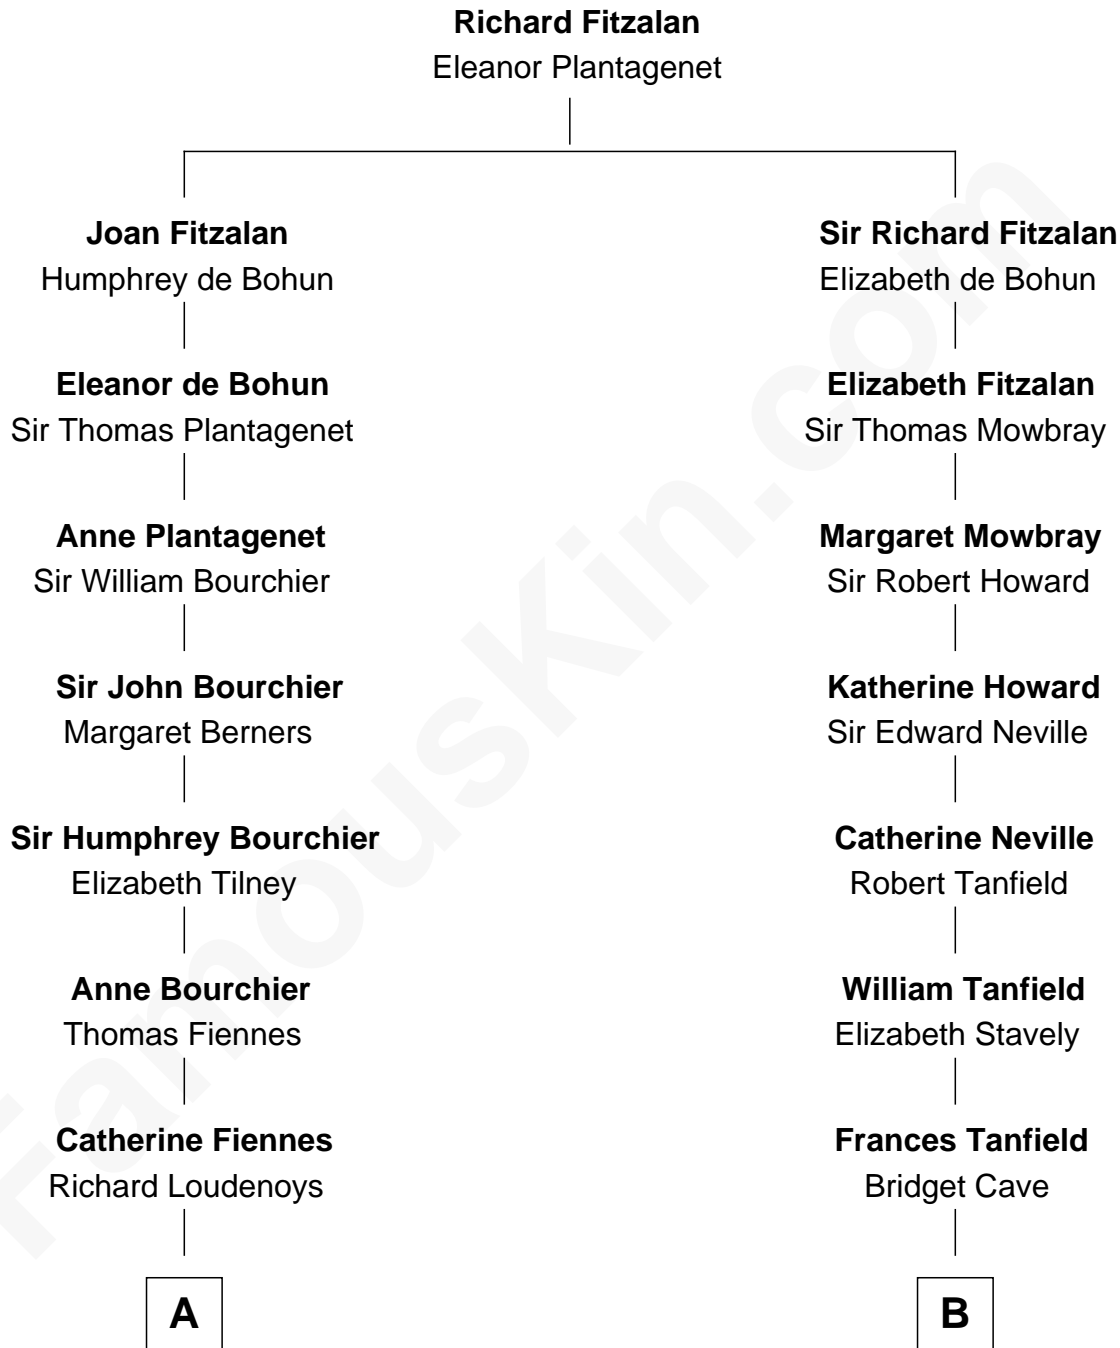 Richard Fitzalan
Eleanor Plantagenet
Joan Fitzalan
Humphrey de Bohun
Sir Richard Fitzalan
Elizabeth de Bohun
Eleanor de Bohun
Sir Thomas Plantagenet
Elizabeth Fitzalan
Sir Thomas Mowbray
Anne Plantagenet
Sir William Bourchier
Margaret Mowbray
Sir Robert Howard
Sir John Bourchier
Margaret Berners
Katherine Howard
Sir Edward Neville
Sir Humphrey Bourchier
Elizabeth Tilney
Catherine Neville
Robert Tanfield
Anne Bourchier
Thomas Fiennes
William Tanfield
Elizabeth Stavely
Catherine Fiennes
Richard Loudenoys
Frances Tanfield
Bridget Cave
A
B
FamousKin.com